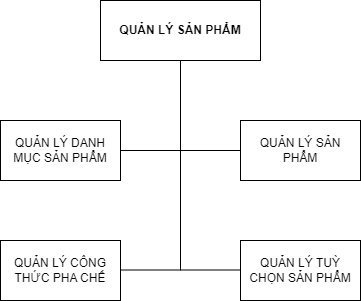 QUẢN LÝ SẢN PHẨM
QUẢN LÝ DANH
MỤC SẢN PHẨM
QUẢN LÝ SẢN
PHẨM
QUẢN LÝ CÔNG
THỨC PHA CHẾ
QUẢN LÝ TUỲ
CHỌN SẢN PHẨM